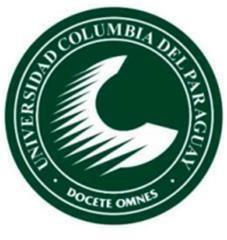 UNIVERSIDAD COLUMBIA DEL PARAGUAY
DOCETE OMNES